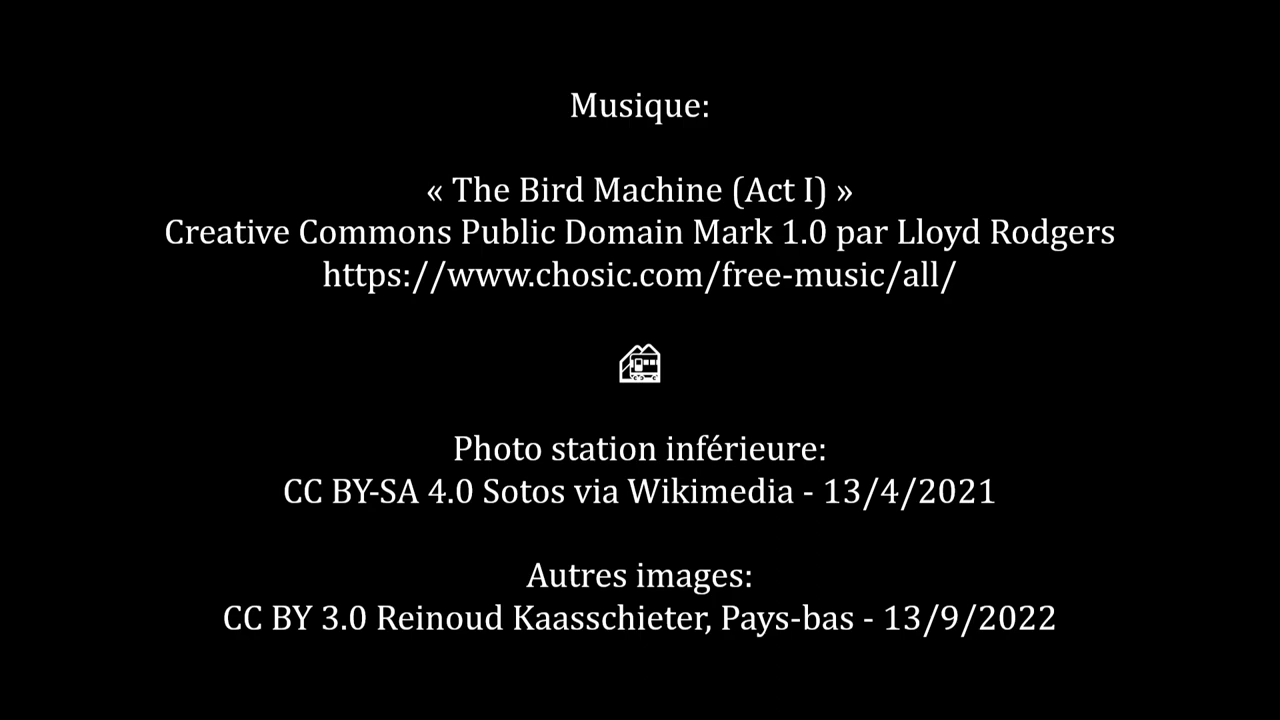 Musique:
« The Bird Machine (Act I) »
Creative Commons Public Domain Mark 1.0 par Lloyd Rodgers
https://www.chosic.com/free-music/all/
Photo station inférieure:
CC BY-SA 4.0 Sotos via Wikimedia - 13/4/2021
Autres images:
CC BY 3.0 Reinoud Kaasschieter, Pays-bas - 13/9/2022